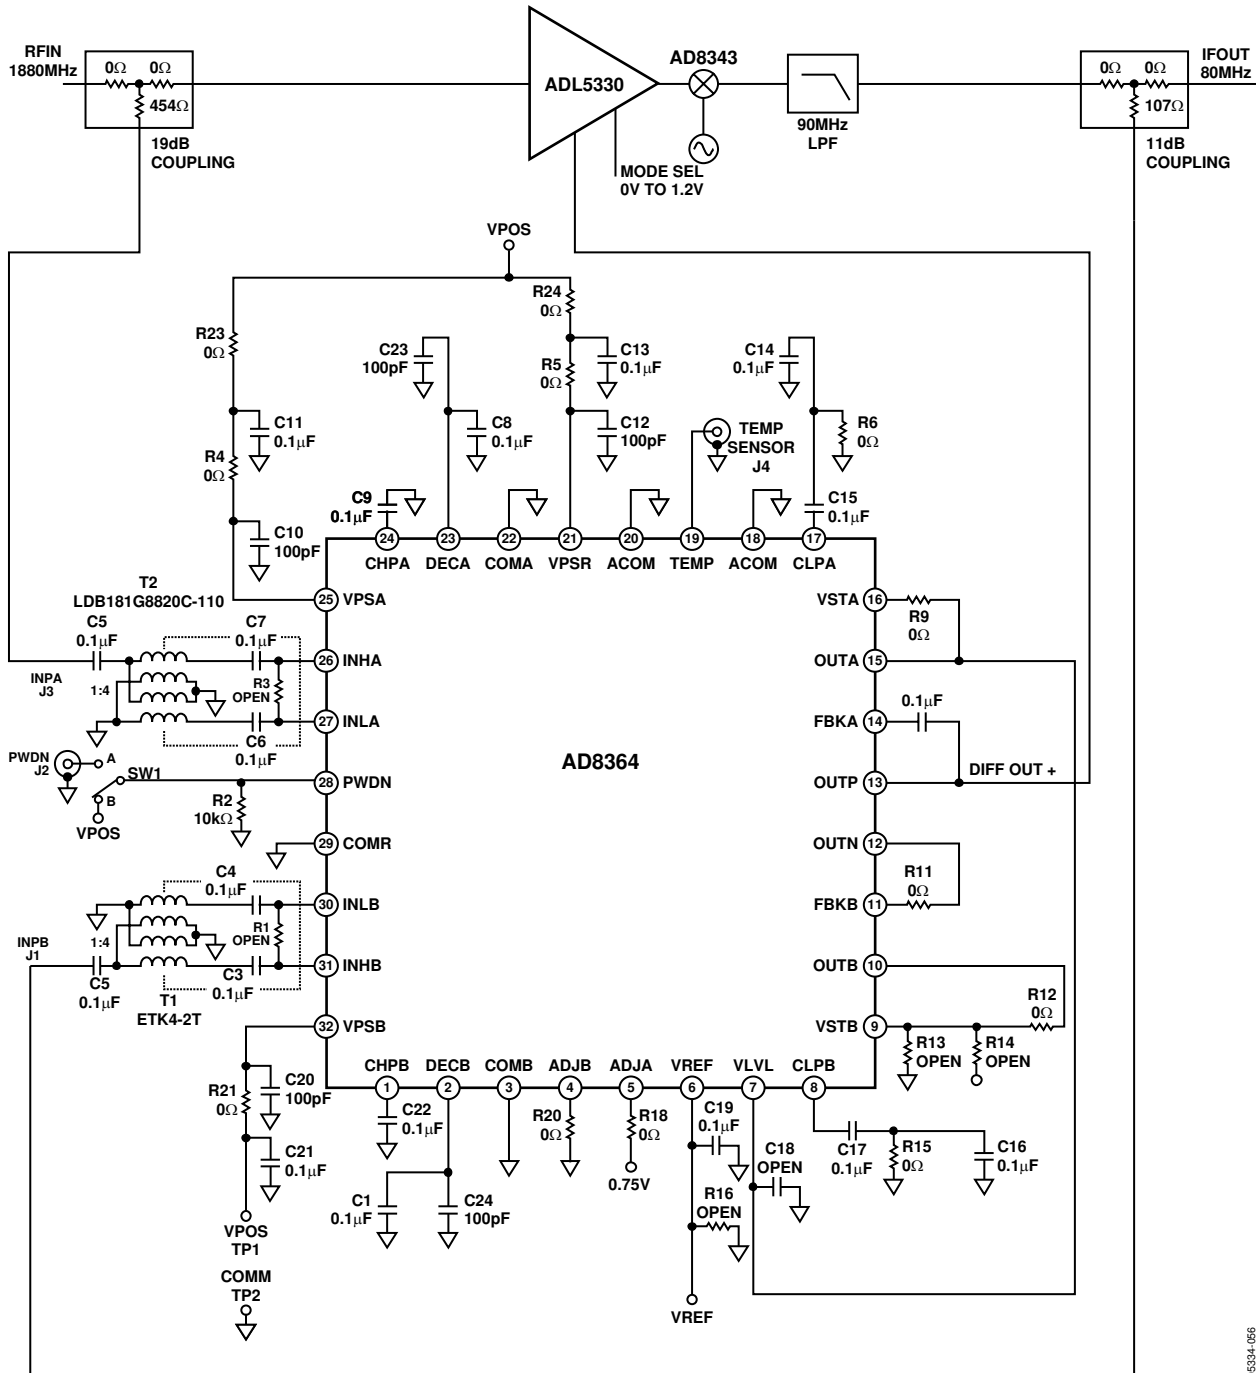 RFIN
1880MHz
0Ω 0Ω
454Ω
19dB
COUPLING
ADL5330
AD8343
MODE SEL
0V TO 1.2V
90MHz
LPF
0Ω 0Ω
107Ω
11dB
COUPLING
IFOUT
80MHz
VPOS
R23
0Ω
C11
0.1µF
R4
0Ω
C10
100pF
C23
100pF
C8
0.1µF
C9
0.1µF
R24
0Ω
C13
0.1µF
R5
0Ω
C12
100pF
TEMP
SENSOR
J4
C14
0.1µF
R6
0Ω
C15
0.1µF
24 23 22 21 20 19 18 17
CHPA DECA COMA VPSR ACOM TEMP ACOM CLPA
T2
LDB181G8820C-110
C5
0.1µF
C7
0.1µF
INPA
J3
1:4
R3
OPEN
C6
0.1µF
25 VPSA
26 INHA
27 INLA
28 PWDN
29 COMR
30 INLB
31 INHB
32 VPSB
PWDN
J2
A
SW1
B
VPOS
R2
10kΩ
C4
0.1µF
INPB
J1
1:4
R1
OPEN
C5
0.1µF
C3
0.1µF
T1
ETK4-2T
AD8364
VSTA 16
R9
0Ω
OUTA 15
0.1µF
FBKA 14
OUTP 13
DIFF OUT +
OUTN 12
R11
0Ω
FBKB 11
OUTB 10
R12
0Ω
VSTB 9
R13
OPEN
R14
OPEN
CHPB DECB COMB ADJB ADJA VREF VLVL CLPB
1 2 3 4 5 6 7 8
C20
100pF
R21
0Ω
C21
0.1µF
VPOS
TP1
COMM
TP2
C22
0.1µF
C1
0.1µF
C24
100pF
R20
0Ω
R18
0Ω
0.75V
C19
0.1µF
R16
OPEN
VREF
C18
OPEN
C17
0.1µF
R15
0Ω
C16
0.1µF
05334-056